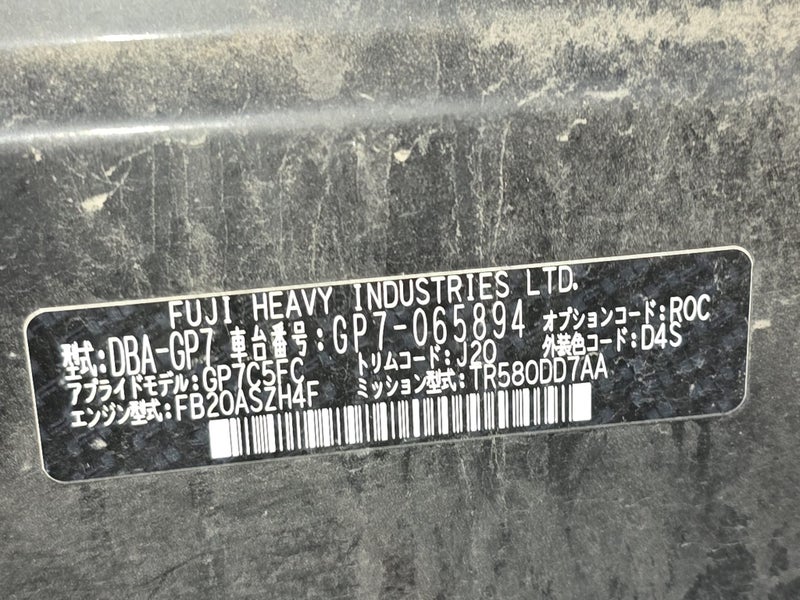 FUJI HEAVY INDUSTRIES LTD.
型式:DBA-GP7 車台番号:GP7-065894 オプションコード:ROC
アプライドモデル:GP7C5FC トリムコード:J20 外装色コード:D4S
エンジン型式:FB20ASZH4F ミッション型式:TR580DD7AA